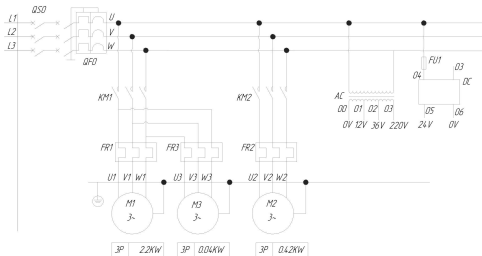 QS0
L1
L2
L3
U
V
W
QF0
KM1
KM2
AC
00 01 02 03
0V 12V 36V 220V
FU1
04
03
DC
05 06
24V 0V
FR1
FR3
FR2
U1 V1 W1
U3 V3 W3
U2 V2 W2
M1
3~
M3
3~
M2
3~
3P 2.2KW
3P 0.04KW
3P 0.42KW